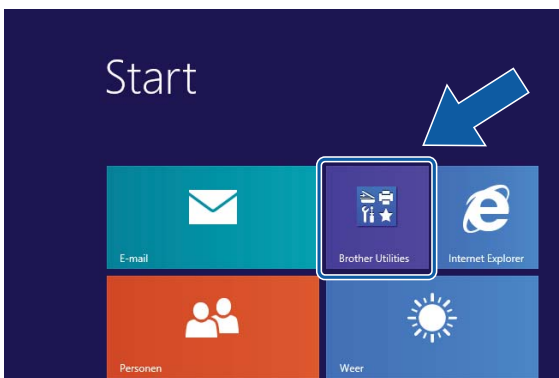 Start
E-mail
Brother Utilities
Internet Explorer
Personen
Weer